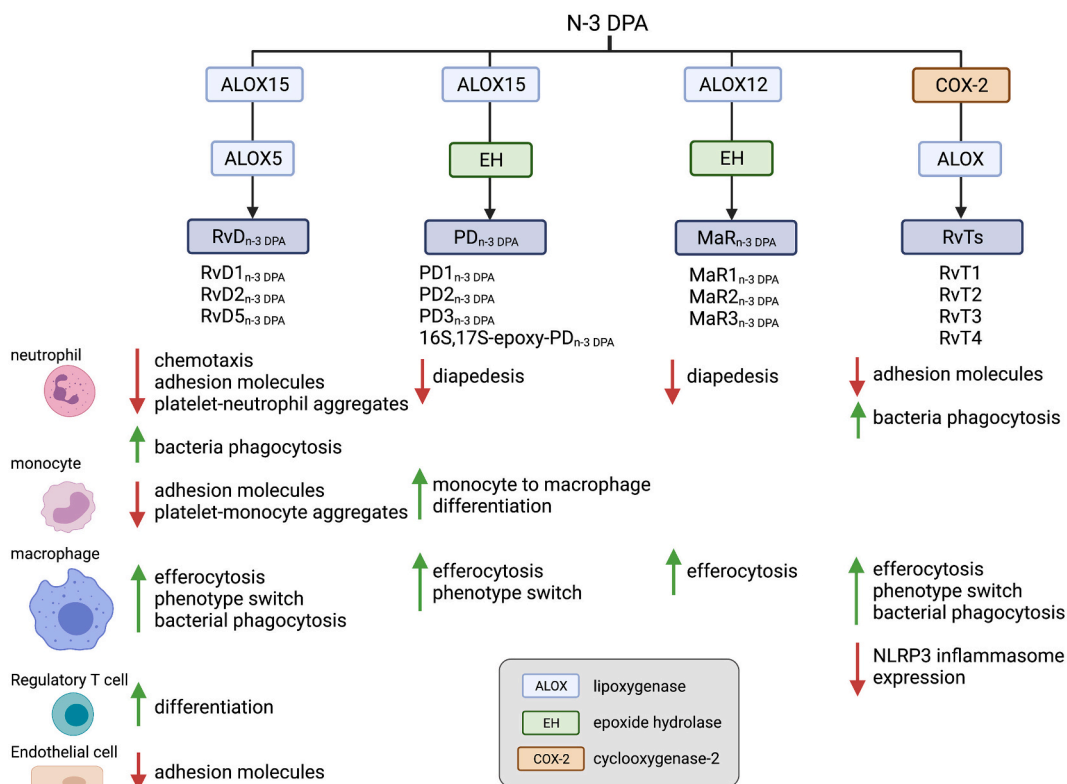 N-3 DPA
ALOX15
ALOX15
ALOX12
COX-2
ALOX5
EH
EH
ALOX
RvDn-3 DPA
PDn-3 DPA
MaRn-3 DPA
RvTs
RvD1n-3 DPA
RvD2n-3 DPA
RvD5n-3 DPA
PD1n-3 DPA
PD2n-3 DPA
PD3n-3 DPA
16S,17S-epoxy-PDn-3 DPA
MaR1n-3 DPA
MaR2n-3 DPA
MaR3n-3 DPA
RvT1
RvT2
RvT3
RvT4
neutrophil
chemotaxis
adhesion molecules
platelet-neutrophil aggregates
bacteria phagocytosis
diapedesis
diapedesis
adhesion molecules
bacteria phagocytosis
monocyte
adhesion molecules
platelet-monocyte aggregates
monocyte to macrophage
differentiation
macrophage
efferocytosis
phenotype switch
bacterial phagocytosis
efferocytosis
phenotype switch
efferocytosis
efferocytosis
phenotype switch
bacterial phagocytosis
NLRP3 inflammasome
expression
Regulatory T cell
differentiation
Endothelial cell
adhesion molecules
ALOX lipoxygenase
EH epoxide hydrolase
COX-2 cyclooxygenase-2